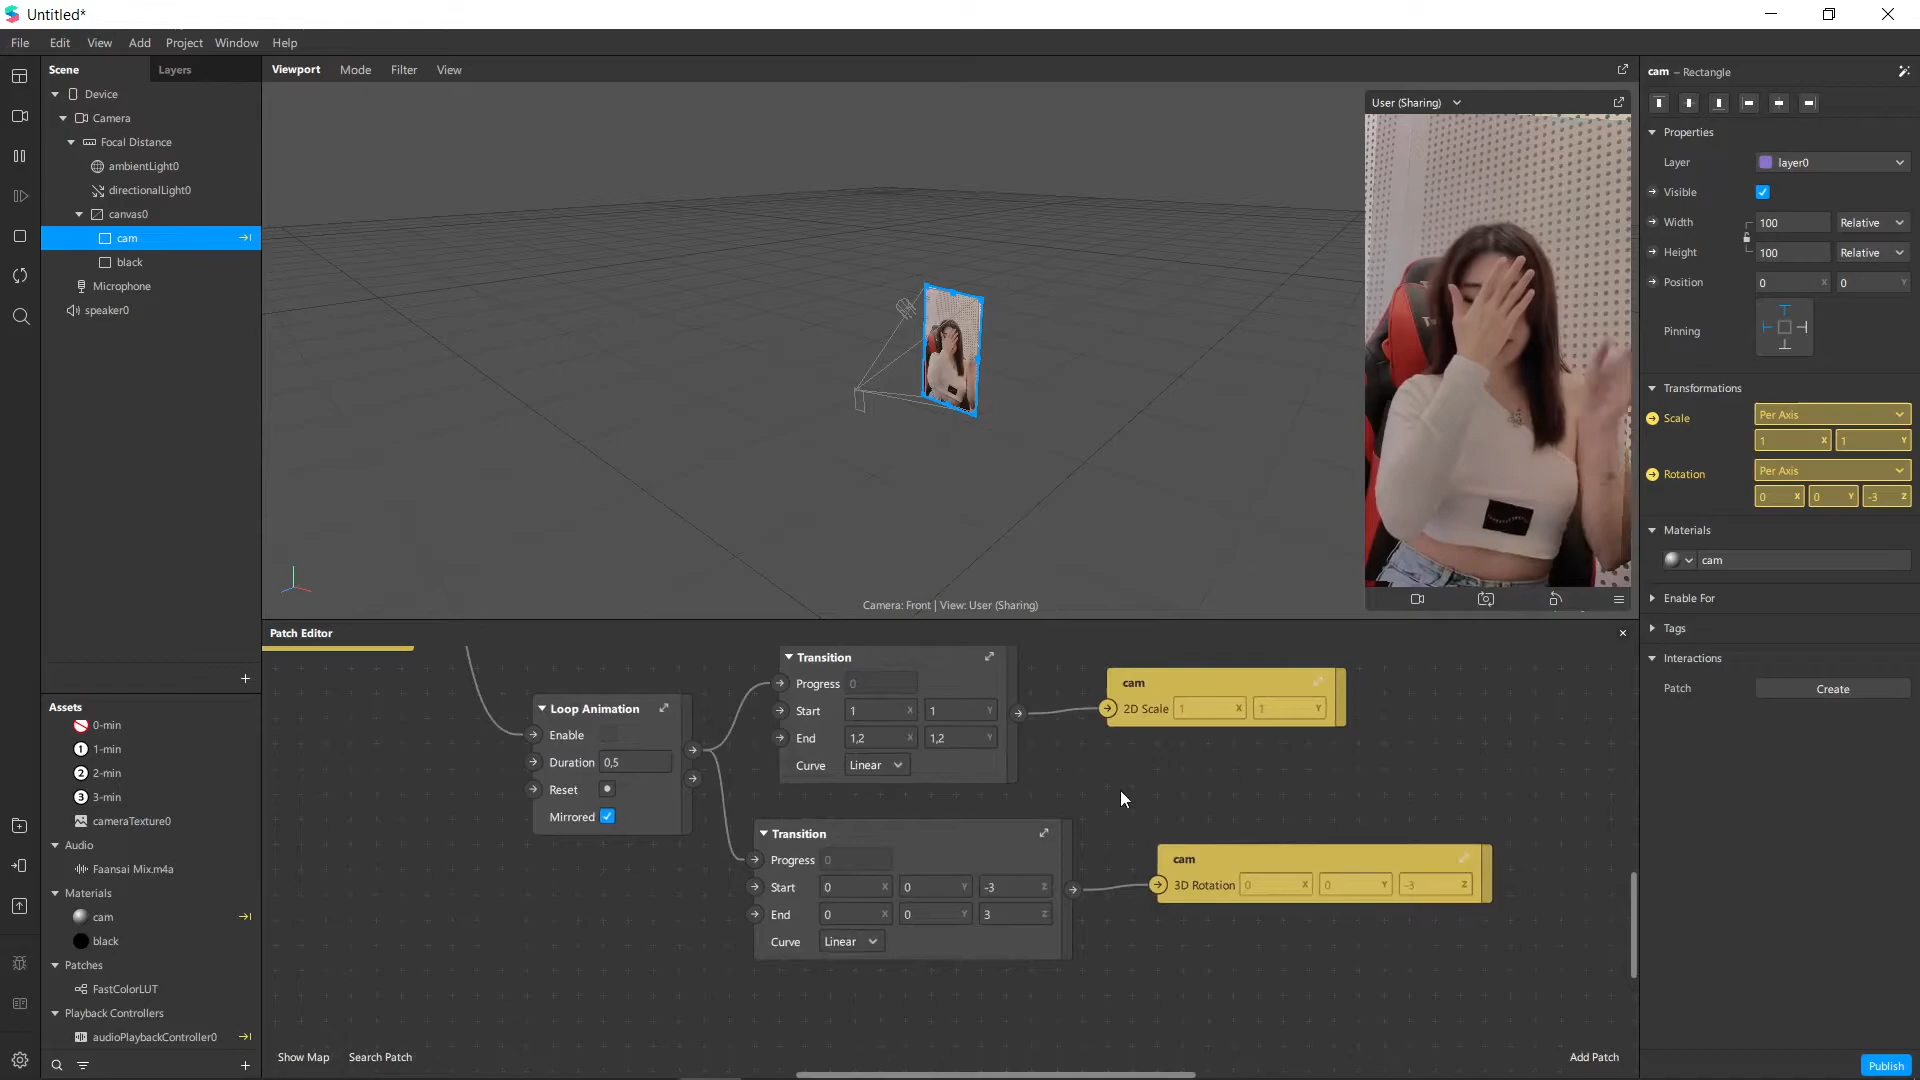 Untitled*
File Edit View Add Project Window Help
Scene Layers
Device
Camera
Focal Distance
ambientLight0
directionalLight0
canvas0
cam
black
Microphone
speaker0
Assets
0-min
1 1-min
2 2-min
3 3-min
cameraTexture0
Audio
Faansai Mix.m4a
Materials
cam
black
Patches
FastColorLUT
Playback Controllers
audioPlaybackController0
Viewport Mode Filter View
User (Sharing)
Camera: Front | View: User (Sharing)
Patch Editor
Loop Animation
Enable
Duration 0,5
Reset
Mirrored
Transition
Progress 0
Start 1 X 1 Y
End 1,2 X 1,2 Y
Curve Linear
cam
2D Scale 1 X 1 Y
Transition
Progress 0
Start 0 X 0 Y -3 Z
End 0 X 0 Y 3 Z
Curve Linear
cam
3D Rotation 0 X 0 Y -3 Z
Show Map Search Patch
Add Patch
cam – Rectangle
Properties
Layer layer0
Visible
Width 100 Relative
Height 100 Relative
Position 0 X 0 Y
Pinning
Transformations
Scale Per Axis
1 X 1 Y
Rotation Per Axis
0 X 0 Y -3 Z
Materials
cam
Enable For
Tags
Interactions
Patch Create
Publish